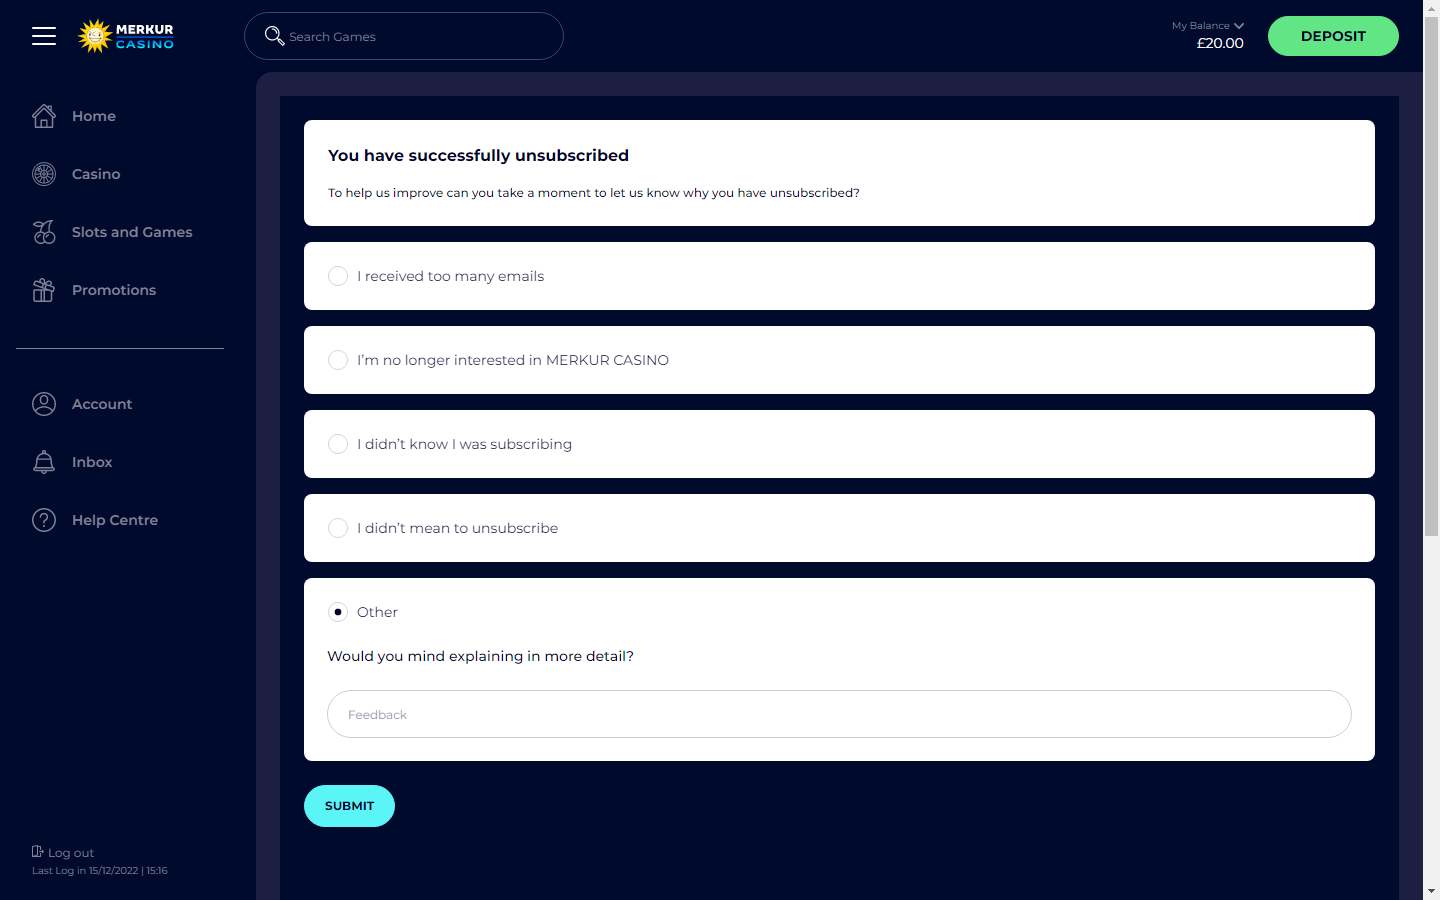 MERKUR
CASINO
Search Games
My Balance
£20.00
DEPOSIT
Home
Casino
Slots and Games
Promotions
Account
Inbox
Help Centre
Log out
Last Log in 15/12/2022 | 15:16
You have successfully unsubscribed
To help us improve can you take a moment to let us know why you have unsubscribed?
I received too many emails
I’m no longer interested in MERKUR CASINO
I didn’t know I was subscribing
I didn’t mean to unsubscribe
Other
Would you mind explaining in more detail?
Feedback
SUBMIT